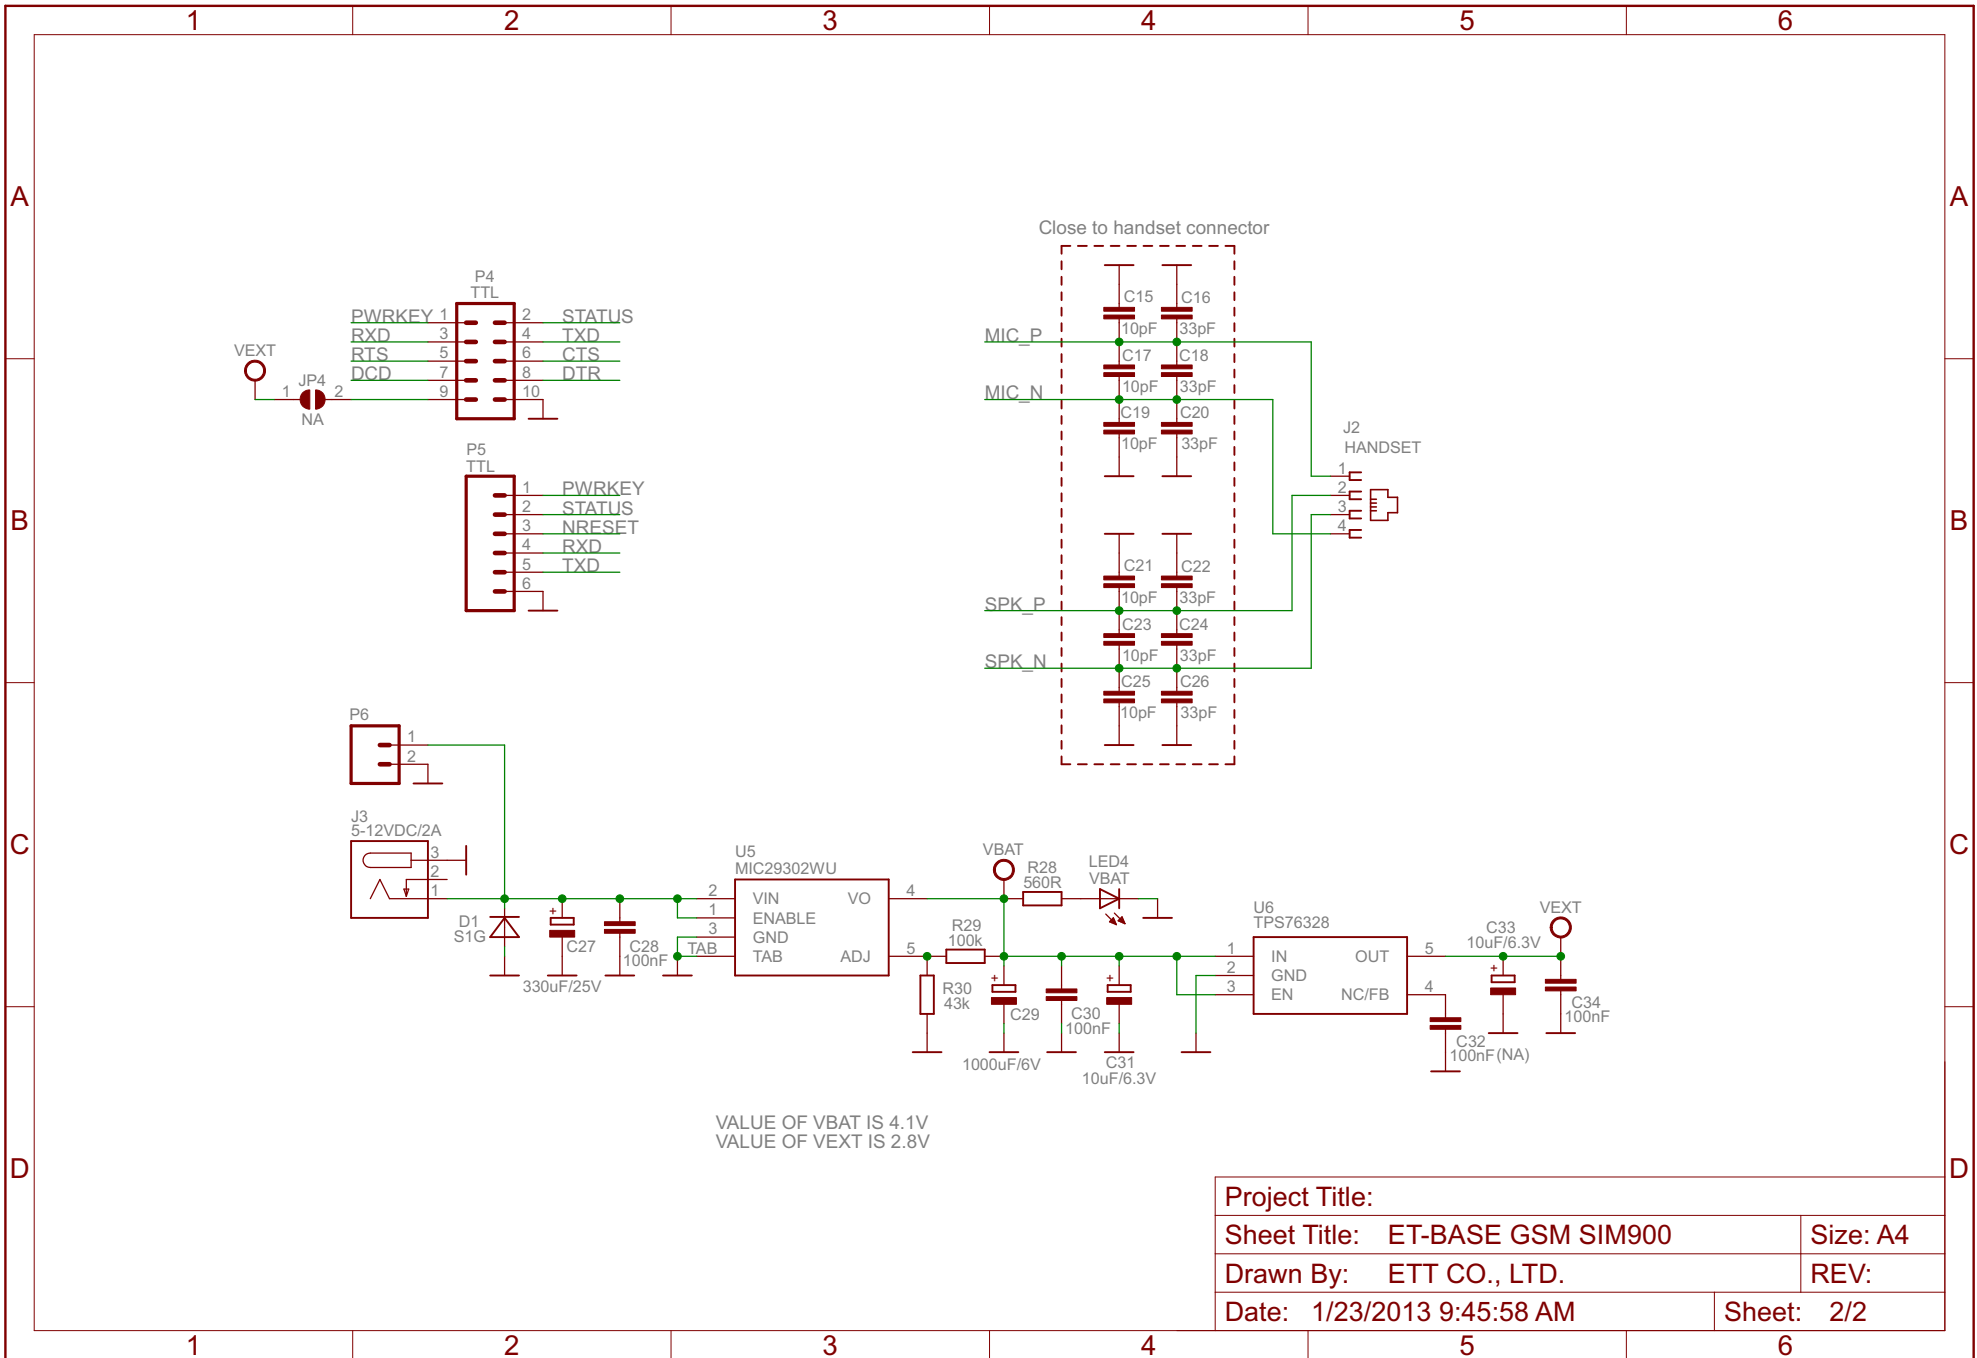 1 2 3 4 5 6
A A
Close to handset connector
P4
TTL
PWRKEY 1 2 STATUS
RXD 3 4 TXD
RTS 5 6 CTS
DCD 7 8 DTR
9 10
VEXT
1 JP4 2
NA
C15 C16
10pF 33pF
MIC_P
C17 C18
10pF 33pF
MIC_N
C19 C20
10pF 33pF
J2
HANDSET
1
2
3
4
P5
TTL
1 PWRKEY
2 STATUS
3 NRESET
4 RXD
5 TXD
6
B B
C21 C22
10pF 33pF
SPK_P
C23 C24
10pF 33pF
SPK_N
C25 C26
10pF 33pF
P6
1
2
J3
5-12VDC/2A
3
2
1
C C
D1
S1G
+
C27
330uF/25V
C28
100nF
U5
MIC29302WU
2 VIN VO 4
1 ENABLE
3 GND
TAB TAB ADJ 5
VBAT
R28
560R
LED4
VBAT
R29
100k
R30
43k
+
C29
1000uF/6V
C30
100nF
+
C31
10uF/6.3V
U6
TPS76328
1 IN OUT 5
2 GND
3 EN NC/FB 4
C33
10uF/6.3V
+
VEXT
C34
100nF
C32
100nF(NA)
VALUE OF VBAT IS 4.1V
VALUE OF VEXT IS 2.8V
D D
Project Title:
Sheet Title: ET-BASE GSM SIM900 Size: A4
Drawn By: ETT CO., LTD. REV:
Date: 1/23/2013 9:45:58 AM Sheet: 2/2
1 2 3 4 5 6